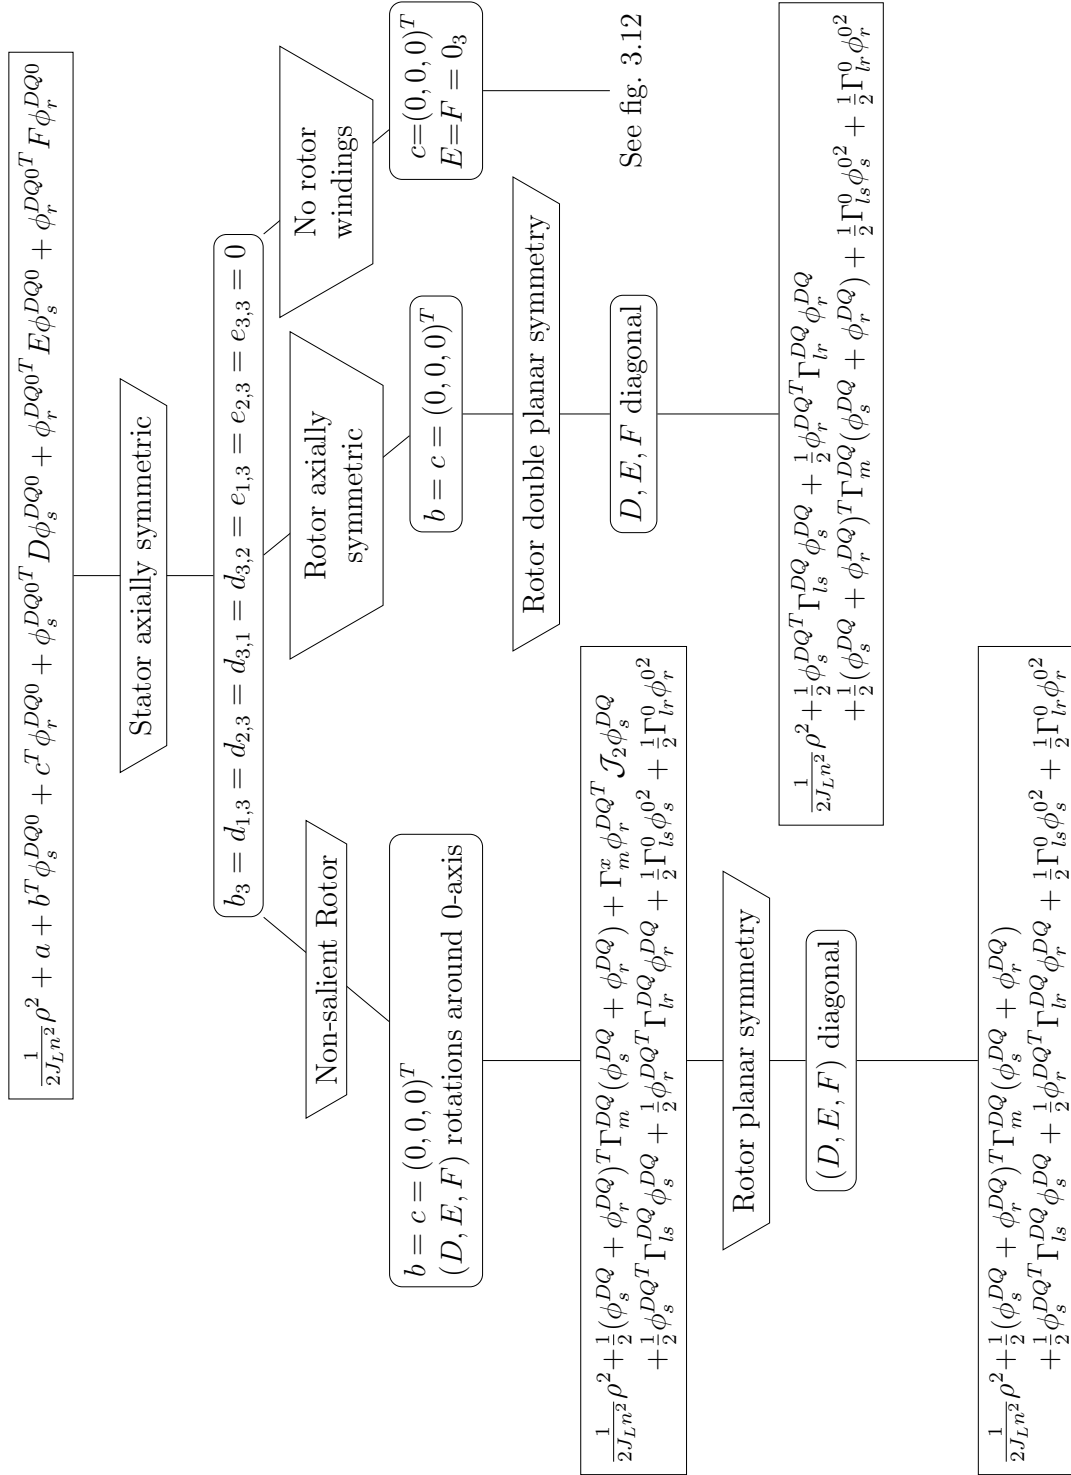 $\frac{1}{2J_L n^2}\rho^2 + a + b^T\phi_s^{DQ0} + c^T\phi_r^{DQ0} + \phi_s^{DQ0^T} D\phi_s^{DQ0} + \phi_r^{DQ0^T} E\phi_s^{DQ0} + \phi_r^{DQ0^T} F\phi_r^{DQ0}$
Stator axially symmetric
$b_3 = d_{1,3} = d_{2,3} = d_{3,1} = d_{3,2} = e_{1,3} = e_{2,3} = e_{3,3} = 0$
Non-salient Rotor
$b = c = (0,0,0)^T$
$(D, E, F)$ rotations around 0-axis
$\frac{1}{2J_L n^2}\rho^2 + \frac{1}{2}(\phi_s^{DQ} + \phi_r^{DQ})^T\Gamma_m^{DQ}(\phi_s^{DQ} + \phi_r^{DQ}) + \Gamma_m^x\phi_r^{DQ^T}\mathcal{J}_2\phi_s^{DQ}$
$+\frac{1}{2}\phi_s^{DQ^T}\Gamma_{ls}^{DQ}\phi_s^{DQ} + \frac{1}{2}\phi_r^{DQ^T}\Gamma_{lr}^{DQ}\phi_r^{DQ} + \frac{1}{2}\Gamma_{ls}^0\phi_s^{0^2} + \frac{1}{2}\Gamma_{lr}^0\phi_r^{0^2}$
Rotor planar symmetry
$(D, E, F)$ diagonal
$\frac{1}{2J_L n^2}\rho^2 + \frac{1}{2}(\phi_s^{DQ} + \phi_r^{DQ})^T\Gamma_m^{DQ}(\phi_s^{DQ} + \phi_r^{DQ})$
$+\frac{1}{2}\phi_s^{DQ^T}\Gamma_{ls}^{DQ}\phi_s^{DQ} + \frac{1}{2}\phi_r^{DQ^T}\Gamma_{lr}^{DQ}\phi_r^{DQ} + \frac{1}{2}\Gamma_{ls}^0\phi_s^{0^2} + \frac{1}{2}\Gamma_{lr}^0\phi_r^{0^2}$
Rotor axially
symmetric
$b = c = (0,0,0)^T$
Rotor double planar symmetry
$D, E, F$ diagonal
$\frac{1}{2J_L n^2}\rho^2 + \frac{1}{2}\phi_s^{DQ^T}\Gamma_{ls}^{DQ}\phi_s^{DQ} + \frac{1}{2}\phi_r^{DQ^T}\Gamma_{lr}^{DQ}\phi_r^{DQ}$
$+\frac{1}{2}(\phi_s^{DQ} + \phi_r^{DQ})^T\Gamma_m^{DQ}(\phi_s^{DQ} + \phi_r^{DQ}) + \frac{1}{2}\Gamma_{ls}^0\phi_s^{0^2} + \frac{1}{2}\Gamma_{lr}^0\phi_r^{0^2}$
No rotor
windings
$c=(0,0,0)^T$
$E=F = 0_3$
See fig. 3.12